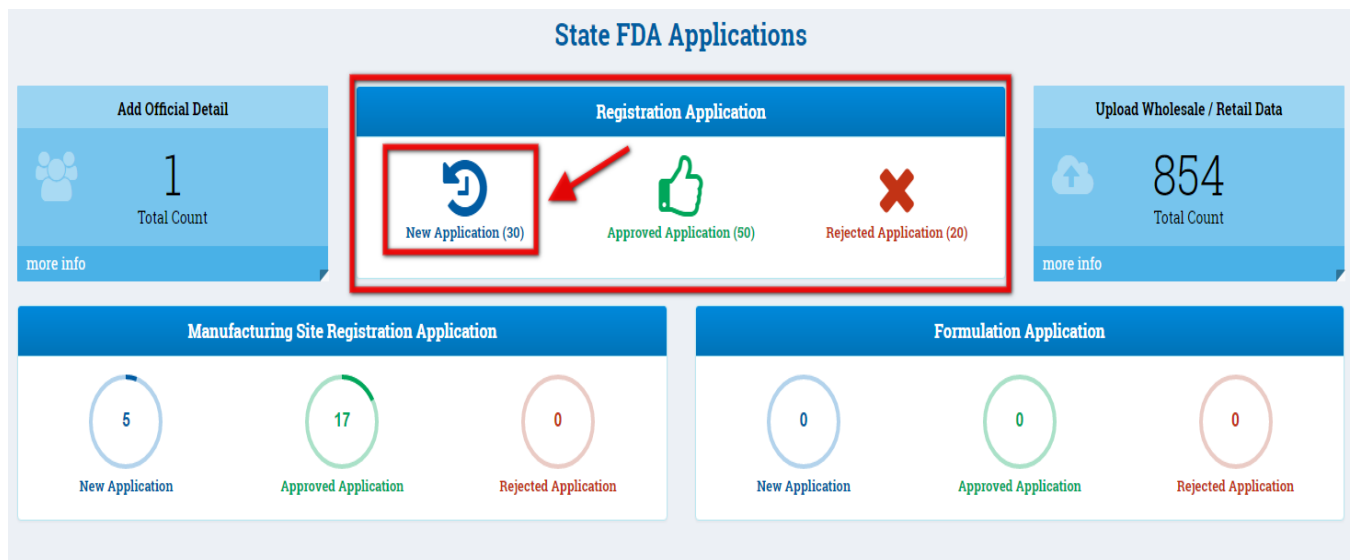 State FDA Applications
Add Official Detail
1
Total Count
more info
Registration Application
New Application (30)
Approved Application (50)
Rejected Application (20)
Upload Wholesale / Retail Data
854
Total Count
more info
Manufacturing Site Registration Application
5
New Application
17
Approved Application
0
Rejected Application
Formulation Application
0
New Application
0
Approved Application
0
Rejected Application